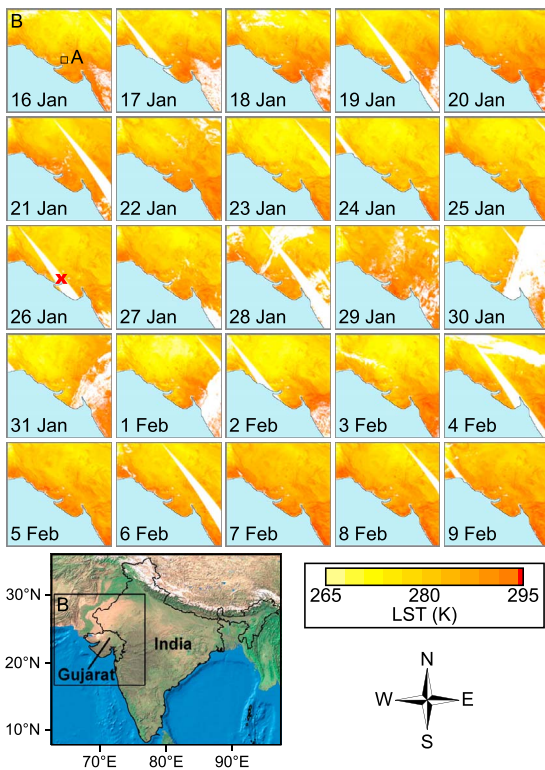 B
A
16 Jan
17 Jan
18 Jan
19 Jan
20 Jan
21 Jan
22 Jan
23 Jan
24 Jan
25 Jan
x
26 Jan
27 Jan
28 Jan
29 Jan
30 Jan
31 Jan
1 Feb
2 Feb
3 Feb
4 Feb
5 Feb
6 Feb
7 Feb
8 Feb
9 Feb
30°N
20°N
10°N
B
India
Gujarat
70°E
80°E
90°E
265
280
295
LST (K)
N
W
E
S